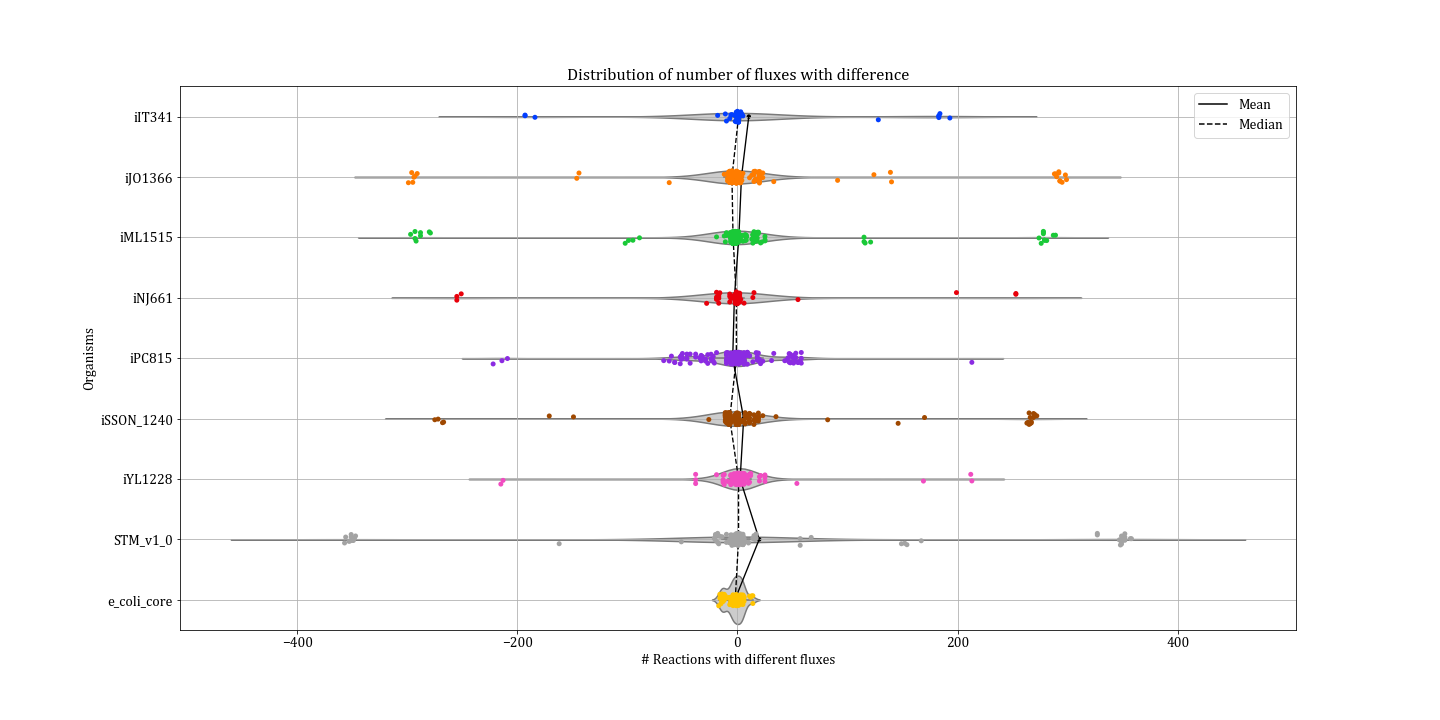 Distribution of number of fluxes with difference
Mean
Median
Organisms
iIT341
iJO1366
iML1515
iNJ661
iPC815
iSSON_1240
iYL1228
STM_v1_0
e_coli_core
−400
−200
0
200
400
# Reactions with different fluxes